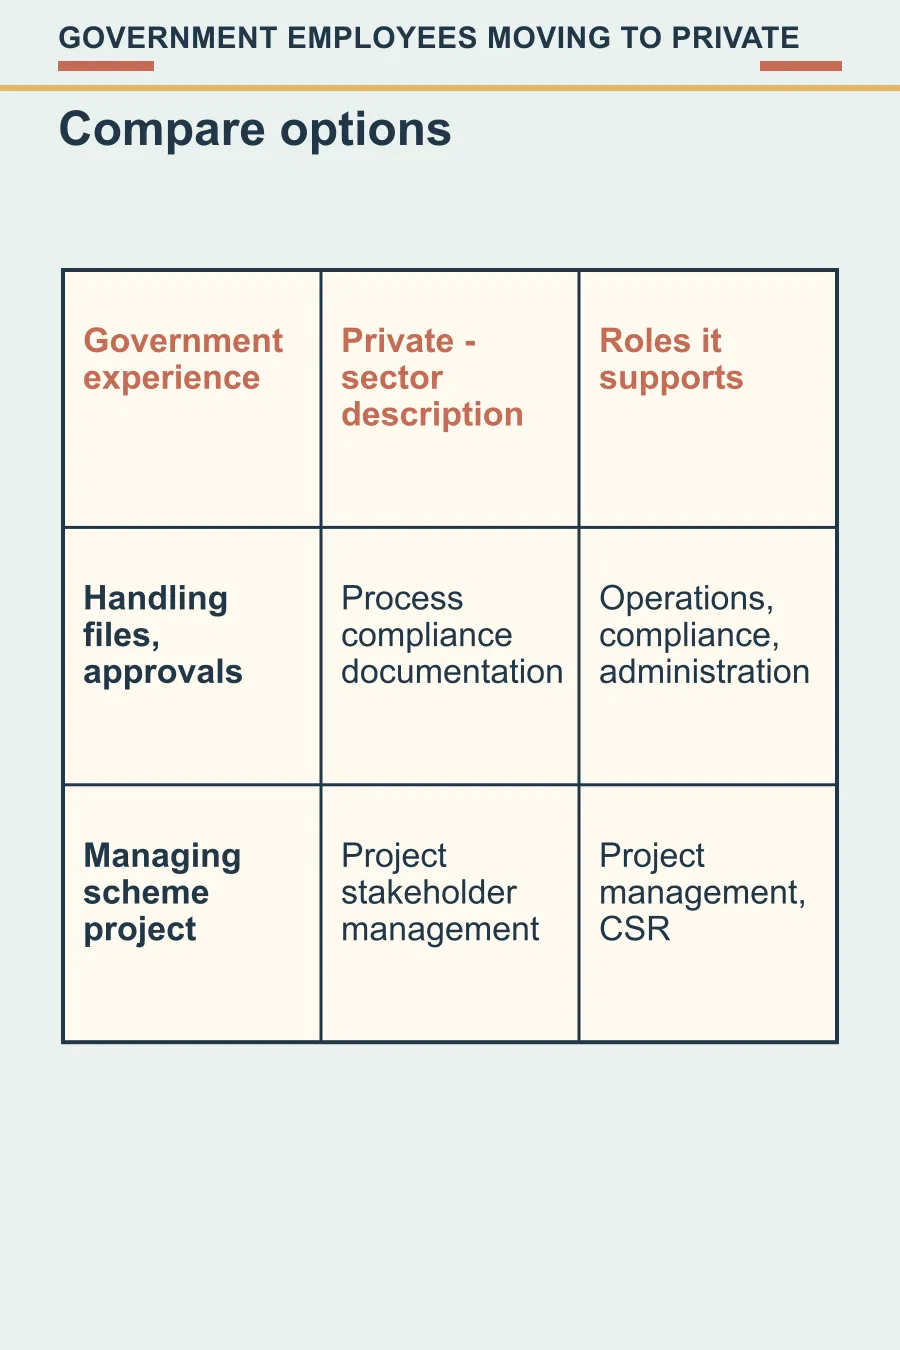 GOVERNMENT EMPLOYEES MOVING TO PRIVATE
Compare options
Government
experience
Private -
sector
description
Roles it
supports
Handling
files,
approvals
Process
compliance
documentation
Operations,
compliance,
administration
Managing
scheme
project
Project
stakeholder
management
Project
management,
CSR